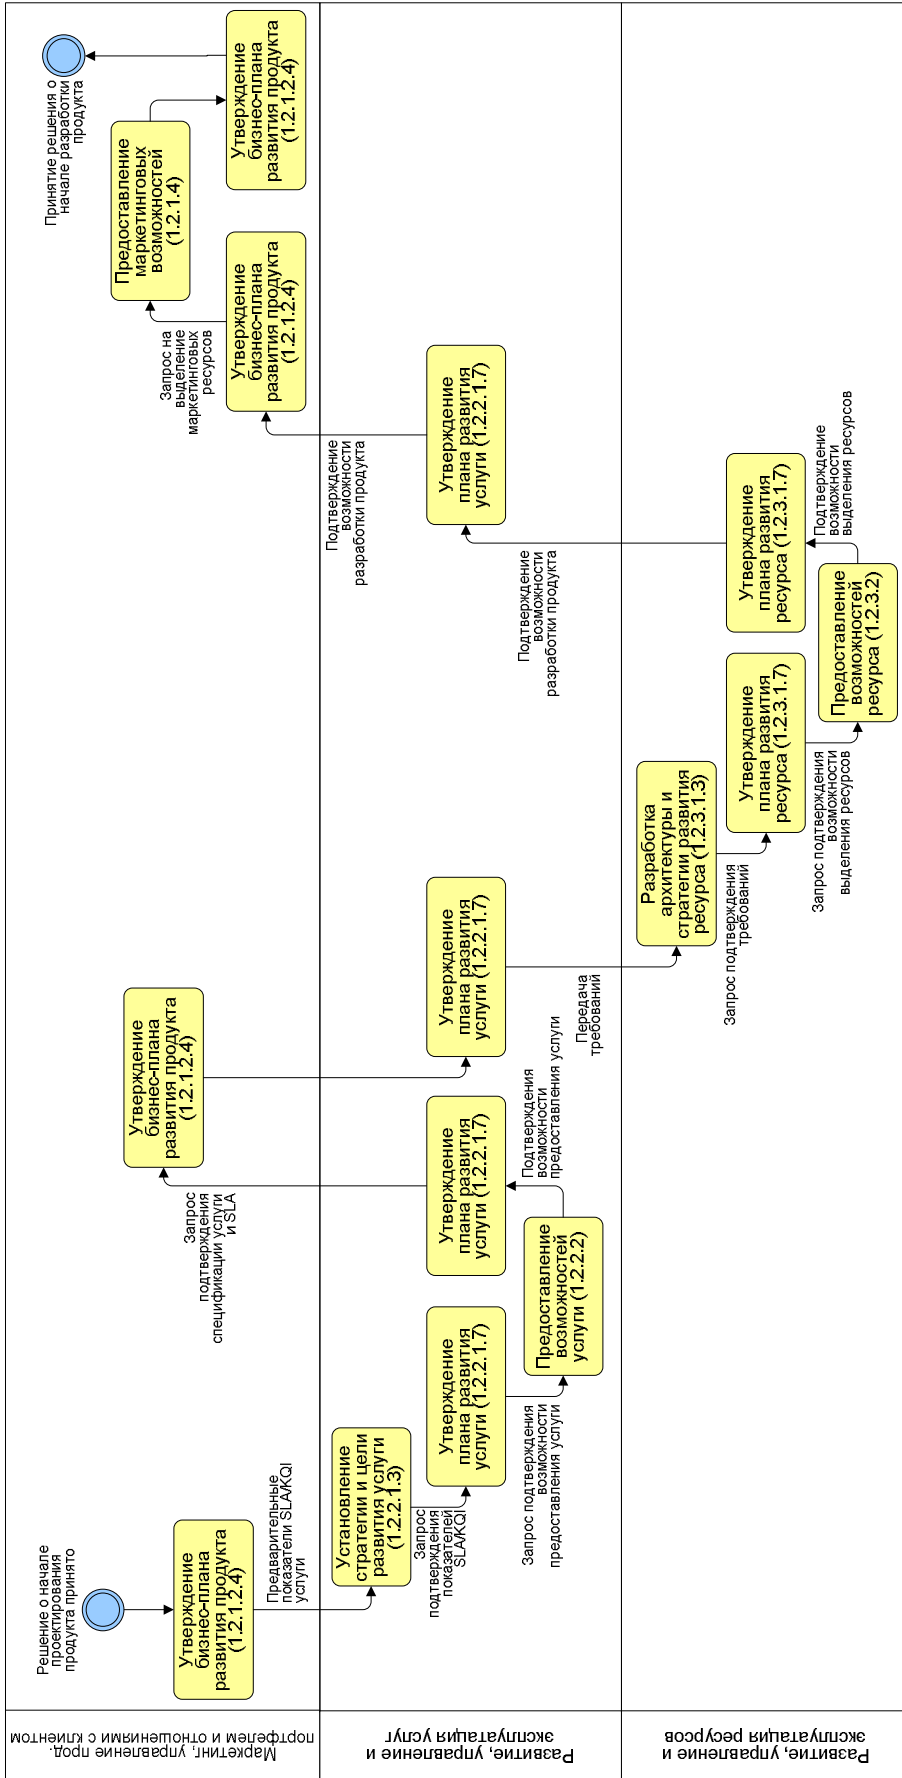 Маркетинг, управление прод.
портфелем и отношениями с клиентом
Решение о начале
проектирования
продукта принято
Утверждение
бизнес-плана
развития продукта
(1.2.1.2.4)
Предварительные
показатели SLA/KQI
услуги
Запрос
подтверждения
спецификации услуги
и SLA
Утверждение
бизнес-плана
развития продукта
(1.2.1.2.4)
Утверждение
бизнес-плана
развития продукта
(1.2.1.2.4)
Запрос на
выделение
маркетинговых
ресурсов
Предоставление
маркетинговых
возможностей
(1.2.1.4)
Утверждение
бизнес-плана
развития продукта
(1.2.1.2.4)
Принятие решения о
начале разработки
продукта
Развитие, управление и
эксплуатация услуг
Установление
стратегии и цели
развития услуги
(1.2.2.1.3)
Запрос
подтверждения
показателей
SLA/KQI
Утверждение
плана развития
услуги (1.2.2.1.7)
Запрос подтверждения
возможности
предоставления услуги
Предоставление
возможностей
услуги (1.2.2.2)
Подтверждения
возможности
предоставления услуги
Утверждение
плана развития
услуги (1.2.2.1.7)
Утверждение
плана развития
услуги (1.2.2.1.7)
Передача
требований
Подтверждение
возможности
разработки продукта
Утверждение
плана развития
услуги (1.2.2.1.7)
Подтверждение
возможности
разработки продукта
Развитие, управление и
эксплуатация ресурсов
Разработка
архитектуры и
стратегии развития
ресурса (1.2.3.1.3)
Запрос подтверждения
требований
Утверждение
плана развития
ресурса (1.2.3.1.7)
Запрос подтверждения
возможности
выделения ресурсов
Предоставление
возможностей
ресурса (1.2.3.2)
Подтверждение
возможности
выделения ресурсов
Утверждение
плана развития
ресурса (1.2.3.1.7)